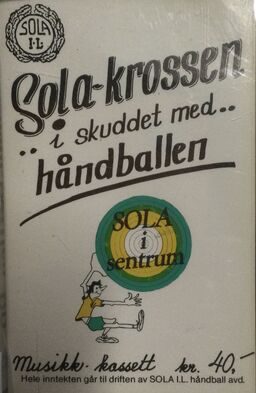 SOLA
I.L
Sola-krossen
.. i skuddet med..
håndballen
SOLA
i
sentrum
Musikk-kassett kr. 40,-
Hele inntekten går til driften av SOLA I.L. håndball avd.